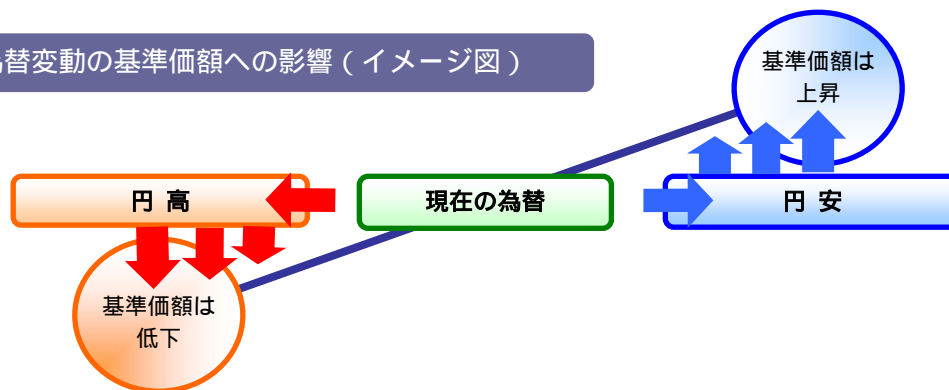 替変動の基準価額への影響（イメージ図）
基準価額は
上昇
円 高
現在の為替
円 安
基準価額は
低下